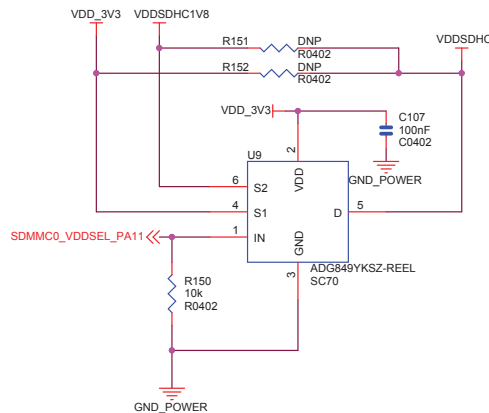 VDD_3V3
VDDSDHC1V8
R151
DNP
R0402
VDDSDHC
R152
DNP
R0402
VDD_3V3
C107
100nF
C0402
U9
2
VDD
GND_POWER
6
S2
4
S1
D
5
SDMMC0_VDDSEL_PA11
1
IN
GND
3
ADG849YKSZ-REEL
SC70
R150
10k
R0402
GND_POWER